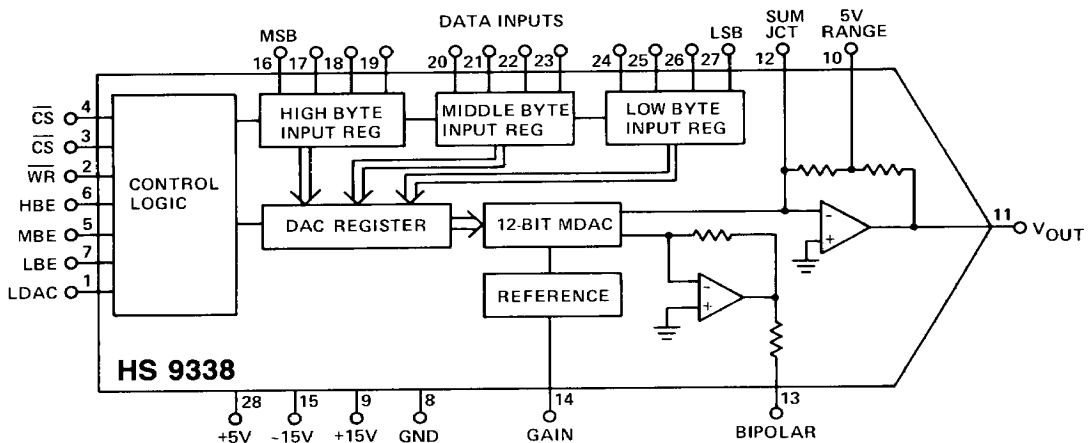 DATA INPUTS
MSB
LSB
SUM
JCT
5V
RANGE
16 17 18 19 20 21 22 23 24 25 26 27 12 10
C̅S̅ 4
C̅S̅ 3
W̅R̅ 2
HBE 6
MBE 5
LBE 7
LDAC 1
CONTROL
LOGIC
HIGH BYTE
INPUT REG
MIDDLE BYTE
INPUT REG
LOW BYTE
INPUT REG
DAC REGISTER
12-BIT MDAC
REFERENCE
-
+
-
+
11
VOUT
HS 9338
28 15 9 8 14 13
+5V -15V +15V GND GAIN BIPOLAR